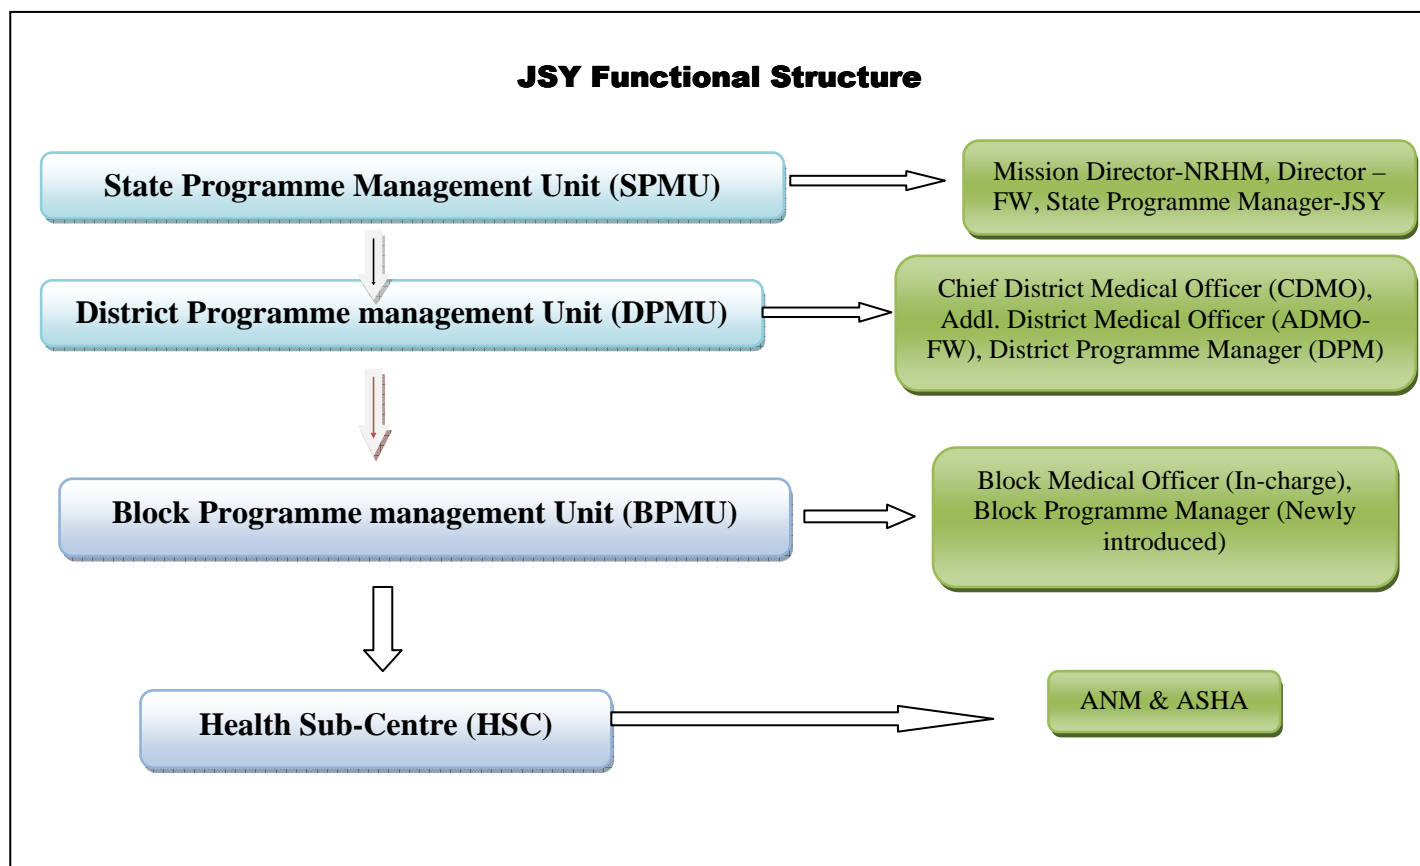 JSY Functional Structure
State Programme Management Unit (SPMU)
Mission Director-NRHM, Director –
FW, State Programme Manager-JSY
District Programme management Unit (DPMU)
Chief District Medical Officer (CDMO),
Addl. District Medical Officer (ADMO-
FW), District Programme Manager (DPM)
Block Programme management Unit (BPMU)
Block Medical Officer (In-charge),
Block Programme Manager (Newly
introduced)
Health Sub-Centre (HSC)
ANM & ASHA